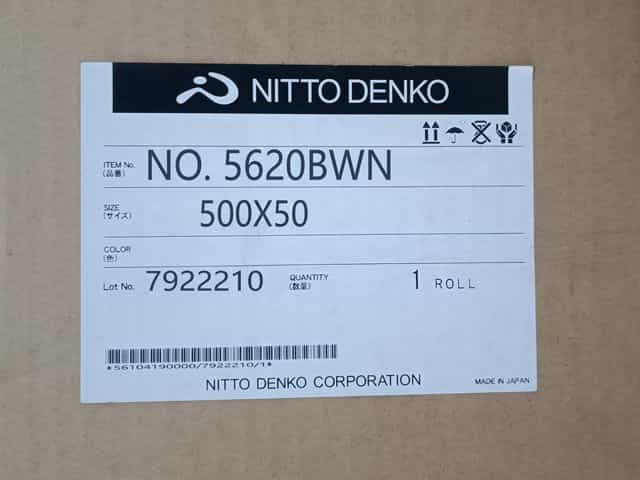 NITTO DENKO
ITEM No. NO. 5620BWN
(品番)
SIZE 500X50
(サイズ)
COLOR
(色)
Lot No. 7922210 QUANTITY 1 ROLL
(数量)
*56104190000/7922210/1*
NITTO DENKO CORPORATION MADE IN JAPAN